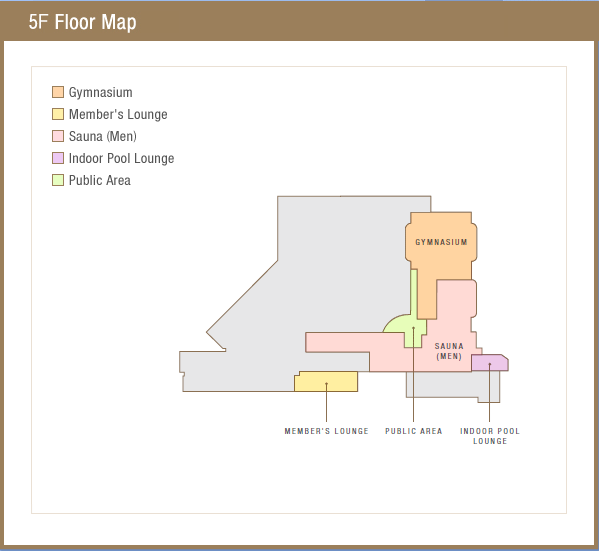 5F Floor Map
Gymnasium
Member's Lounge
Sauna (Men)
Indoor Pool Lounge
Public Area
GYMNASIUM
SAUNA
(MEN)
MEMBER'S LOUNGE
PUBLIC AREA
INDOOR POOL
LOUNGE